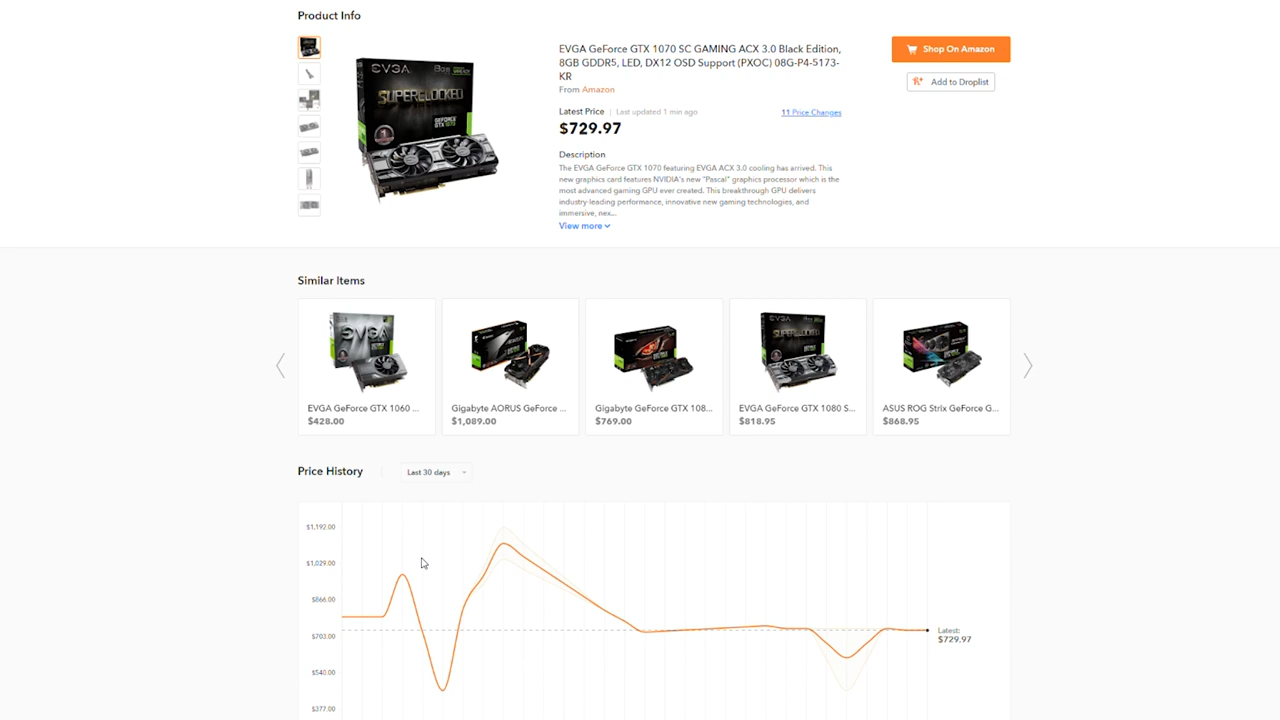 Product Info
EVGA GeForce GTX 1070 SC GAMING ACX 3.0 Black Edition,
8GB GDDR5, LED, DX12 OSD Support (PXOC) 08G-P4-5173-
KR
From Amazon
Latest Price | Last updated 1 min ago
11 Price Changes
$729.97
Description
The EVGA GeForce GTX 1070 featuring EVGA ACX 3.0 cooling has arrived. This
new graphics card features NVIDIA's new "Pascal" graphics processor which is the
most advanced gaming GPU ever created. This breakthrough GPU delivers
industry-leading performance, innovative new gaming technologies, and
immersive, nex...
View more
Shop On Amazon
Add to Droplist
EVGA
SUPERCLOCKED
GEFORCE
GTX 1070
Similar Items
EVGA GeForce GTX 1060 ...
$428.00
Gigabyte AORUS GeForce ...
$1,089.00
Gigabyte GeForce GTX 108...
$769.00
EVGA GeForce GTX 1080 S...
$818.95
ASUS ROG Strix GeForce G...
$868.95
Price History
Last 30 days
$1,192.00
$1,029.00
$866.00
$703.00
$540.00
$377.00
Latest:
$729.97